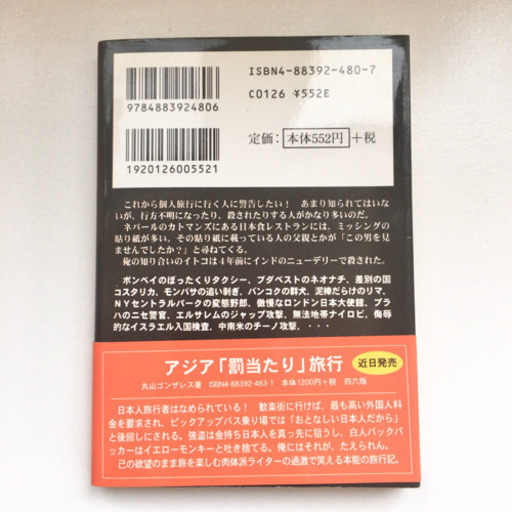 ISBN4-88392-480-7
C0126 ¥552E
9784883924806
定価: 本体552円 +税
1920126005521
これから個人旅行に行く人に警告したい! あまり知られてはいな
いが、行方不明になったり、殺されたりする人がかなり多いのだ。
ネパールのカトマンズにある日本食レストランには、ミッシングの
貼り紙が多い。その貼り紙に載っている人の父親とかが「この男を見
ませんでしたか?」と尋ねてくる。
俺の知り合いのイトコは4年前にインドのニューデリーで殺された。
ボンベイのぼったくりタクシー、ブダペストのネオナチ、差別の国
コスタリカ、モンバサの追い剥ぎ、バンコクの群犬、泥棒だらけのリマ、
NYセントラルパークの変態野郎、傲慢なロンドン日本大使館、プラ
ハのニセ警官、エルサレムのジャップ攻撃、無法地帯ナイロビ、侮辱
的なイスラエル入国検査、中南米のチーノ攻撃、・・・
アジア「罰当たり」旅行 近日発売
丸山ゴンザレス著 ISBN4-88392-483-1 本体1200円+税 四六版
日本人旅行者はなめられている! 歓楽街に行けば、最も高い外国人料
金を要求され、ピックアップバス乗り場では「おとなしい日本人だから」
と後回しにされる。強盗は金持ち日本人を真っ先に狙うし、白人バックパ
ッカーはイエローモンキーと吐き捨てる。俺にはそれが、たえられん。
己の欲望のまま旅を楽しむ肉体派ライターの過激で笑える本能の旅行記。